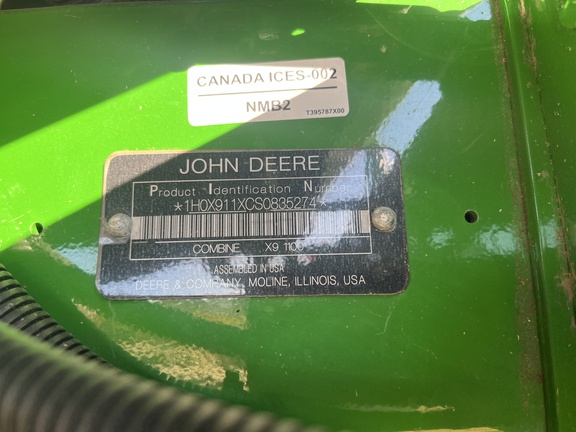 CANADA ICES-002
NMB2
T395787X00
JOHN DEERE
Product Identification Number
*1H0X911XCS0835274*
COMBINE X9 1100
ASSEMBLED IN USA
DEERE & COMPANY, MOLINE, ILLINOIS, USA